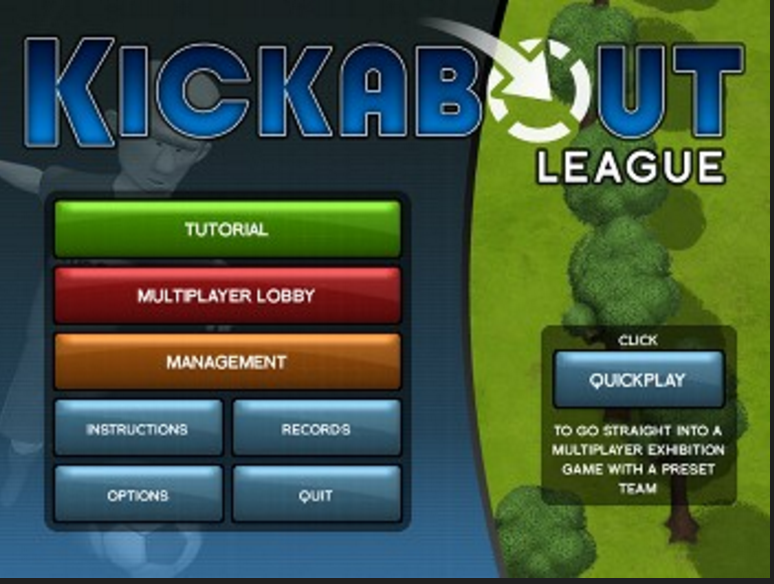 KICKABOUT
LEAGUE
TUTORIAL
MULTIPLAYER LOBBY
MANAGEMENT
INSTRUCTIONS
RECORDS
OPTIONS
QUIT
CLICK
QUICKPLAY
TO GO STRAIGHT INTO A
MULTIPLAYER EXHIBITION
GAME WITH A PRESET
TEAM